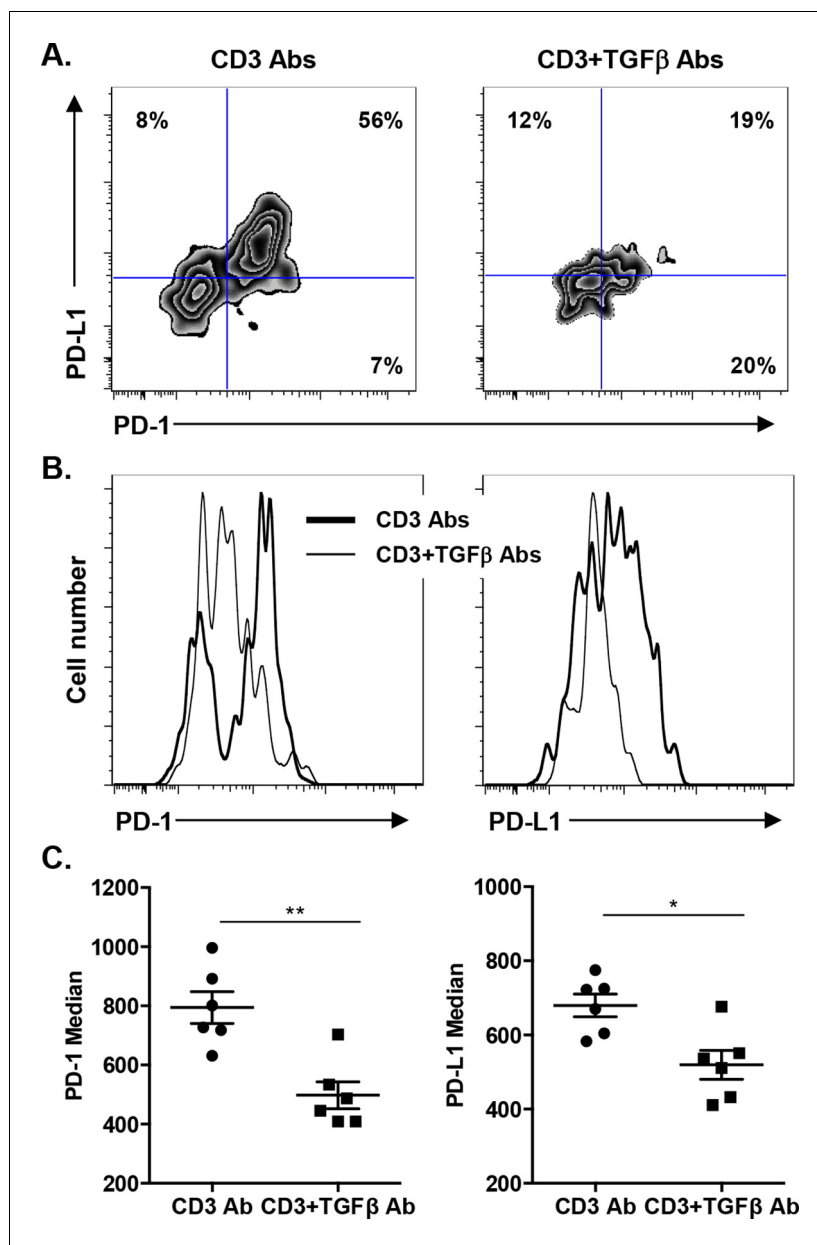 A.
CD3 Abs
CD3+TGFβ Abs
8%
56%
12%
19%
PD-L1
7%
20%
PD-1
B.
CD3 Abs
CD3+TGFβ Abs
Cell number
PD-1
PD-L1
C.
1200
1000
800
600
400
200
PD-1 Median
**
CD3 Ab
CD3+TGFβ Ab
1000
800
600
400
200
PD-L1 Median
*
CD3 Ab
CD3+TGFβ Ab